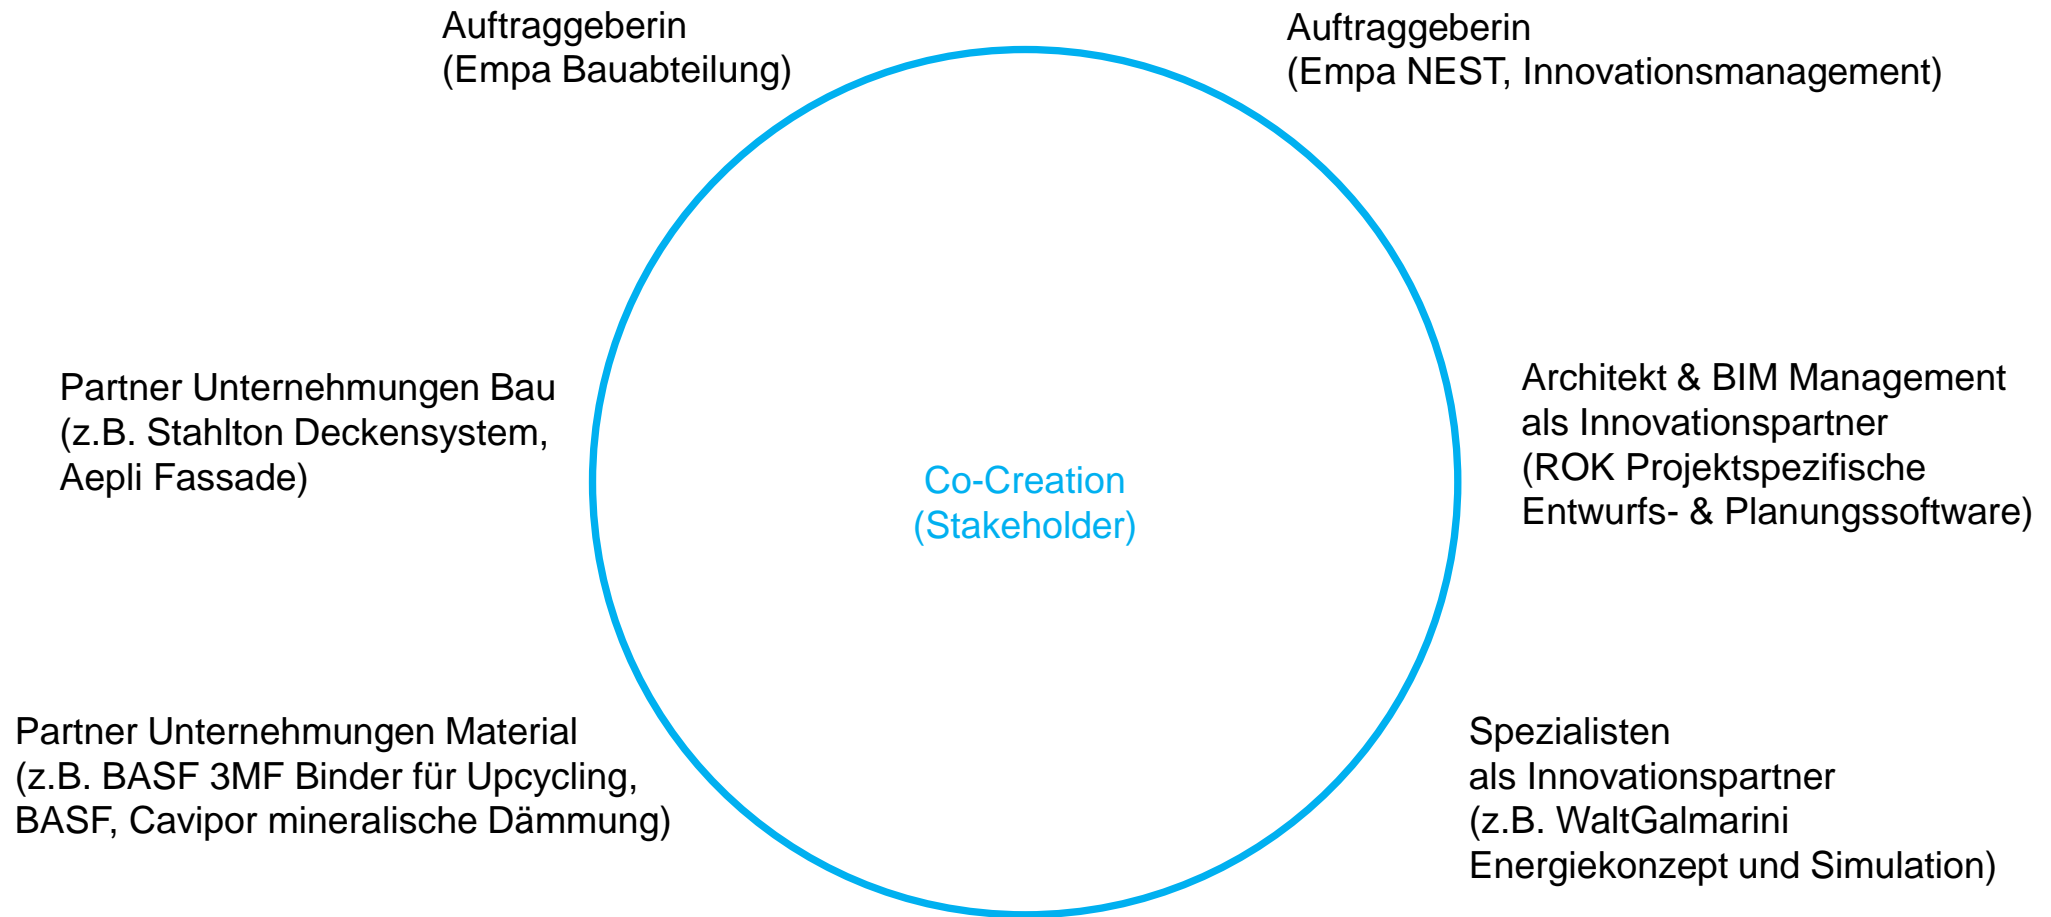 Auftraggeberin
(Empa Bauabteilung)
Auftraggeberin
(Empa NEST, Innovationsmanagement)
Partner Unternehmungen Bau
(z.B. Stahlton Deckensystem,
Aepli Fassade)
Co-Creation
(Stakeholder)
Architekt & BIM Management
als Innovationspartner
(ROK Projektspezifische
Entwurfs- & Planungssoftware)
Partner Unternehmungen Material
(z.B. BASF 3MF Binder für Upcycling,
BASF, Cavipor mineralische Dämmung)
Spezialisten
als Innovationspartner
(z.B. WaltGalmarini
Energiekonzept und Simulation)